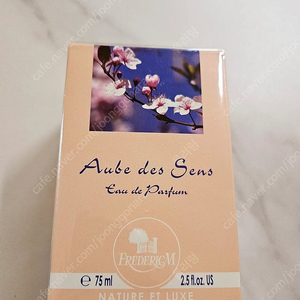 Aube des Sens
Eau de Parfum
FREDERIC M
℮ 75 ml 2.5 fl.oz. US
NATURE ET LUXE